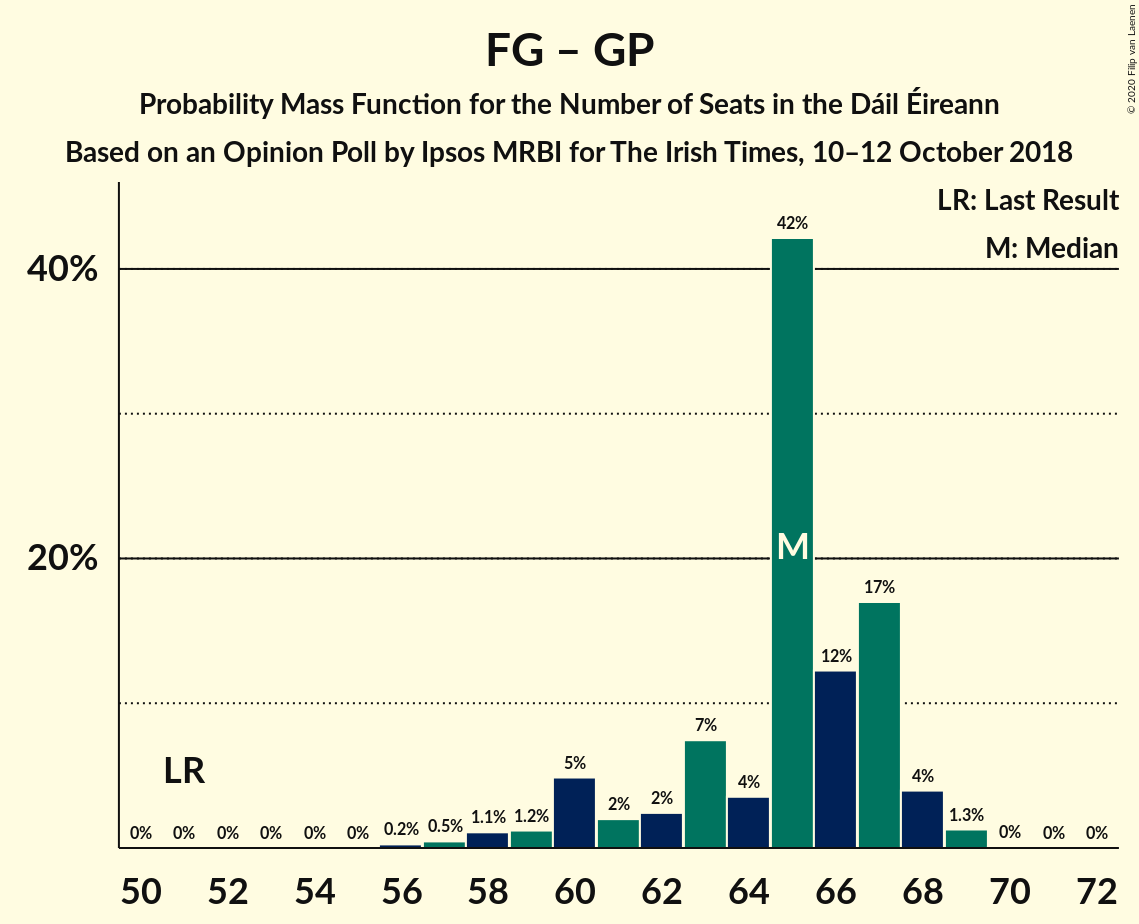 FG – GP
Probability Mass Function for the Number of Seats in the Dáil Éireann
Based on an Opinion Poll by Ipsos MRBI for The Irish Times, 10–12 October 2018
© 2020 Filip van Laenen
LR: Last Result
M: Median
40%
20%
42%
M
17%
12%
7%
5%
4%
4%
2%
2%
1.3%
1.2%
1.1%
0.5%
0.2%
LR
0% 0% 0% 0% 0% 0% 0% 0% 0%
50 52 54 56 58 60 62 64 66 68 70 72